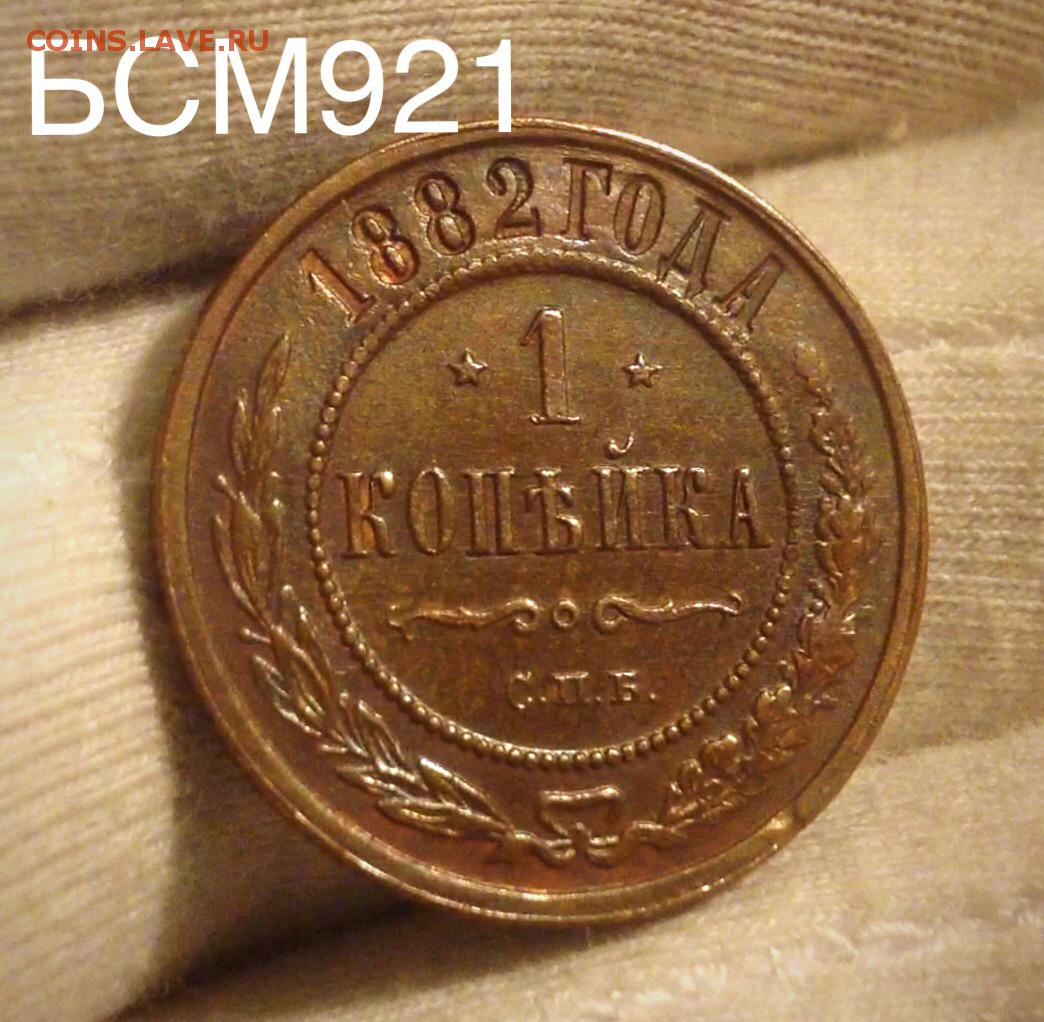 COINS.LAVE.RU
БСМ921
1882 ГОДА
1
КОПѢЙКА
С.П.Б.